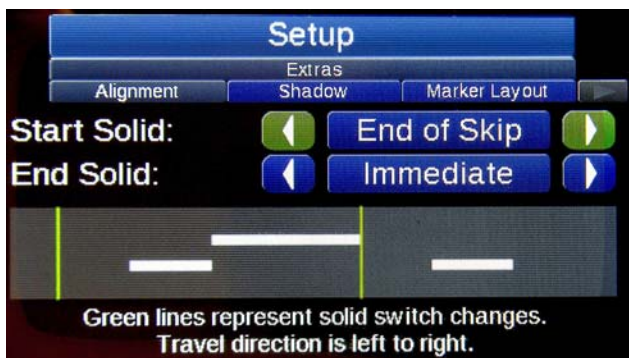 Setup
Extras
Alignment Shadow Marker Layout
Start Solid: End of Skip
End Solid: Immediate
Green lines represent solid switch changes.
Travel direction is left to right.